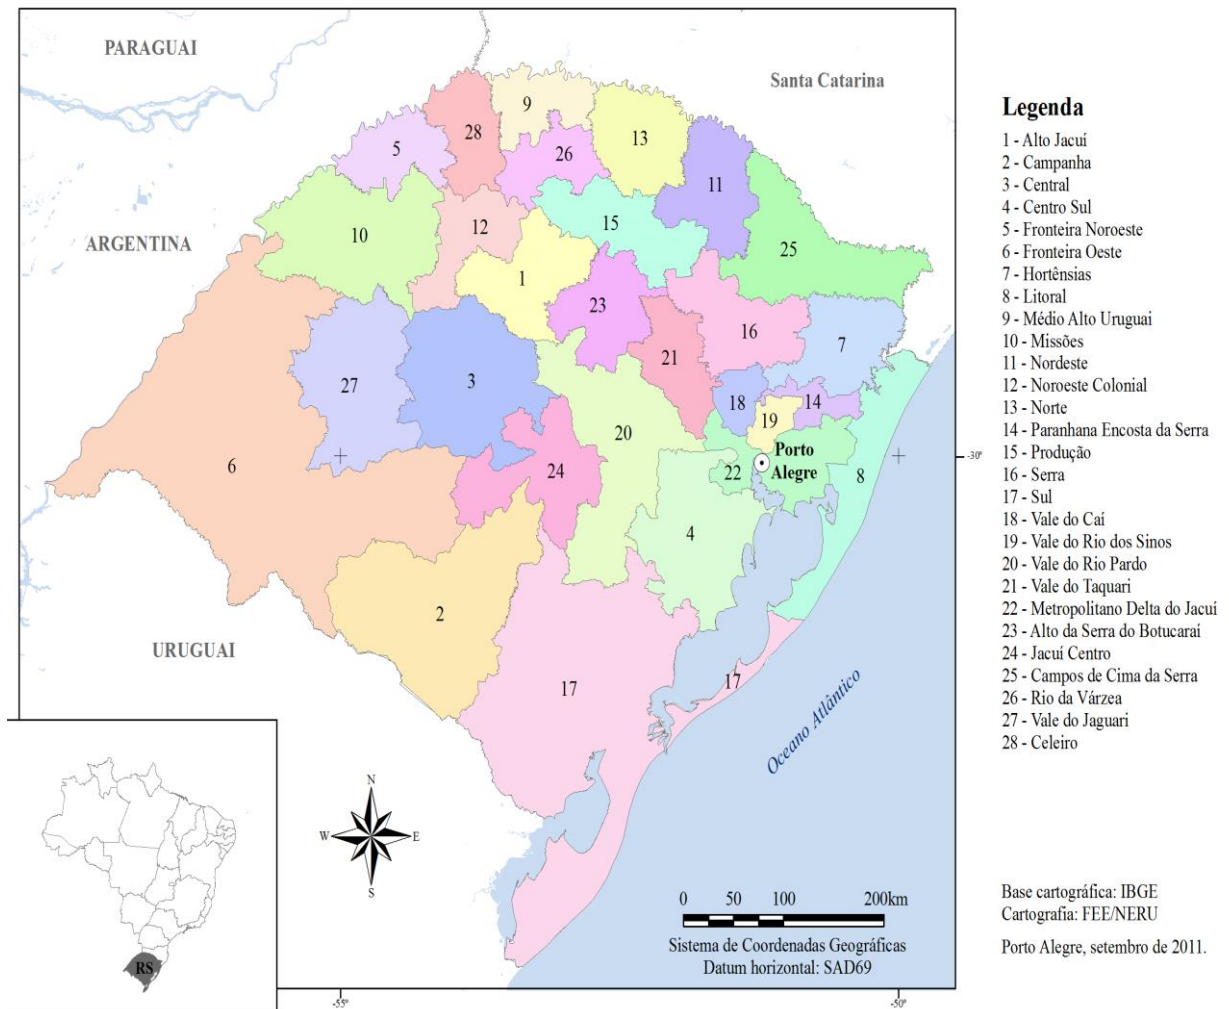 PARAGUAI
Santa Catarina
ARGENTINA
URUGUAI
Oceano Atlântico
Porto
Alegre
9
28
13
5
26
11
15
12
10
25
1
23
16
7
21
3
27
18
14
19
20
6
24
22
8
4
2
17
17
-30º
-55º
-50º
N
W
E
S
RS
0 50 100 200km
Sistema de Coordenadas Geográficas
Datum horizontal: SAD69
Legenda
1 - Alto Jacuí
2 - Campanha
3 - Central
4 - Centro Sul
5 - Fronteira Noroeste
6 - Fronteira Oeste
7 - Hortênsias
8 - Litoral
9 - Médio Alto Uruguai
10 - Missões
11 - Nordeste
12 - Noroeste Colonial
13 - Norte
14 - Paranhana Encosta da Serra
15 - Produção
16 - Serra
17 - Sul
18 - Vale do Caí
19 - Vale do Rio dos Sinos
20 - Vale do Rio Pardo
21 - Vale do Taquari
22 - Metropolitano Delta do Jacuí
23 - Alto da Serra do Botucaraí
24 - Jacuí Centro
25 - Campos de Cima da Serra
26 - Rio da Várzea
27 - Vale do Jaguari
28 - Celeiro
Base cartográfica: IBGE
Cartografia: FEE/NERU
Porto Alegre, setembro de 2011.